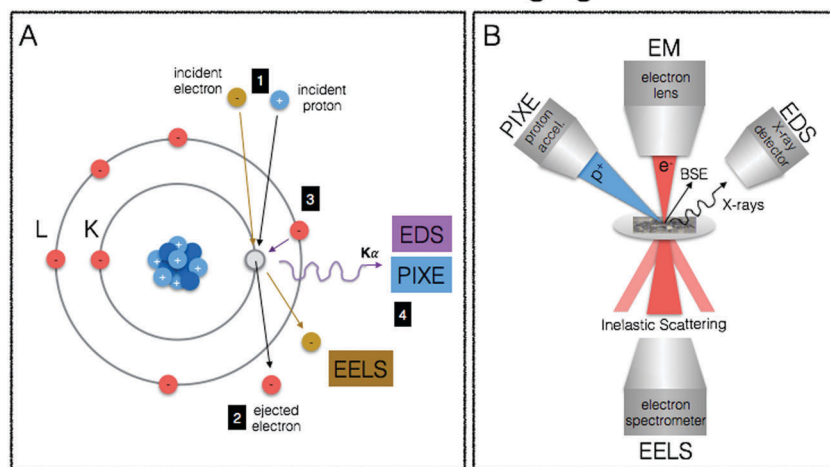 A
incident
electron
1
incident
proton
3
L
K
Kα
EDS
PIXE
4
EELS
2
ejected
electron
B
EM
electron
lens
PIXE
proton
accel.
EDS
X-ray
detector
p+
e-
BSE
X-rays
Inelastic Scattering
electron
spectrometer
EELS